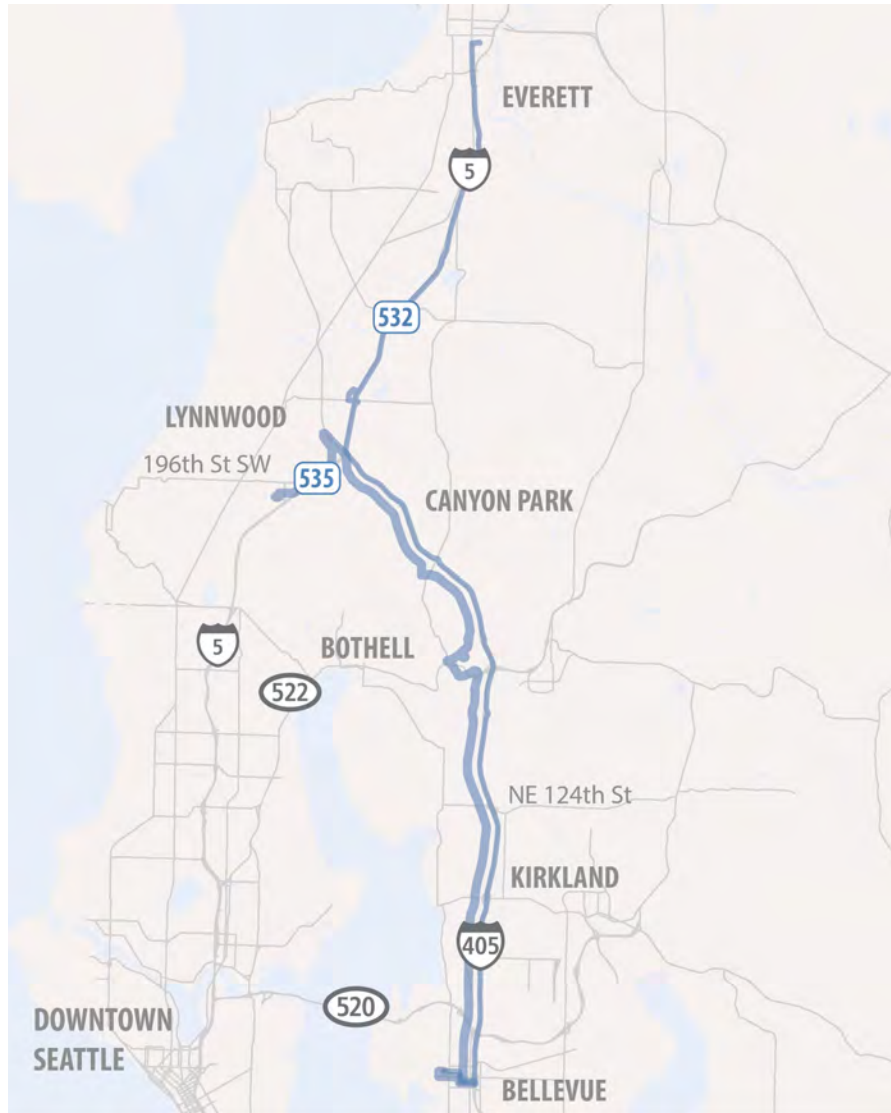 EVERETT
5
532
LYNNWOOD
196th St SW
535
CANYON PARK
5
BOTHELL
522
NE 124th St
KIRKLAND
405
520
DOWNTOWN
SEATTLE
BELLEVUE